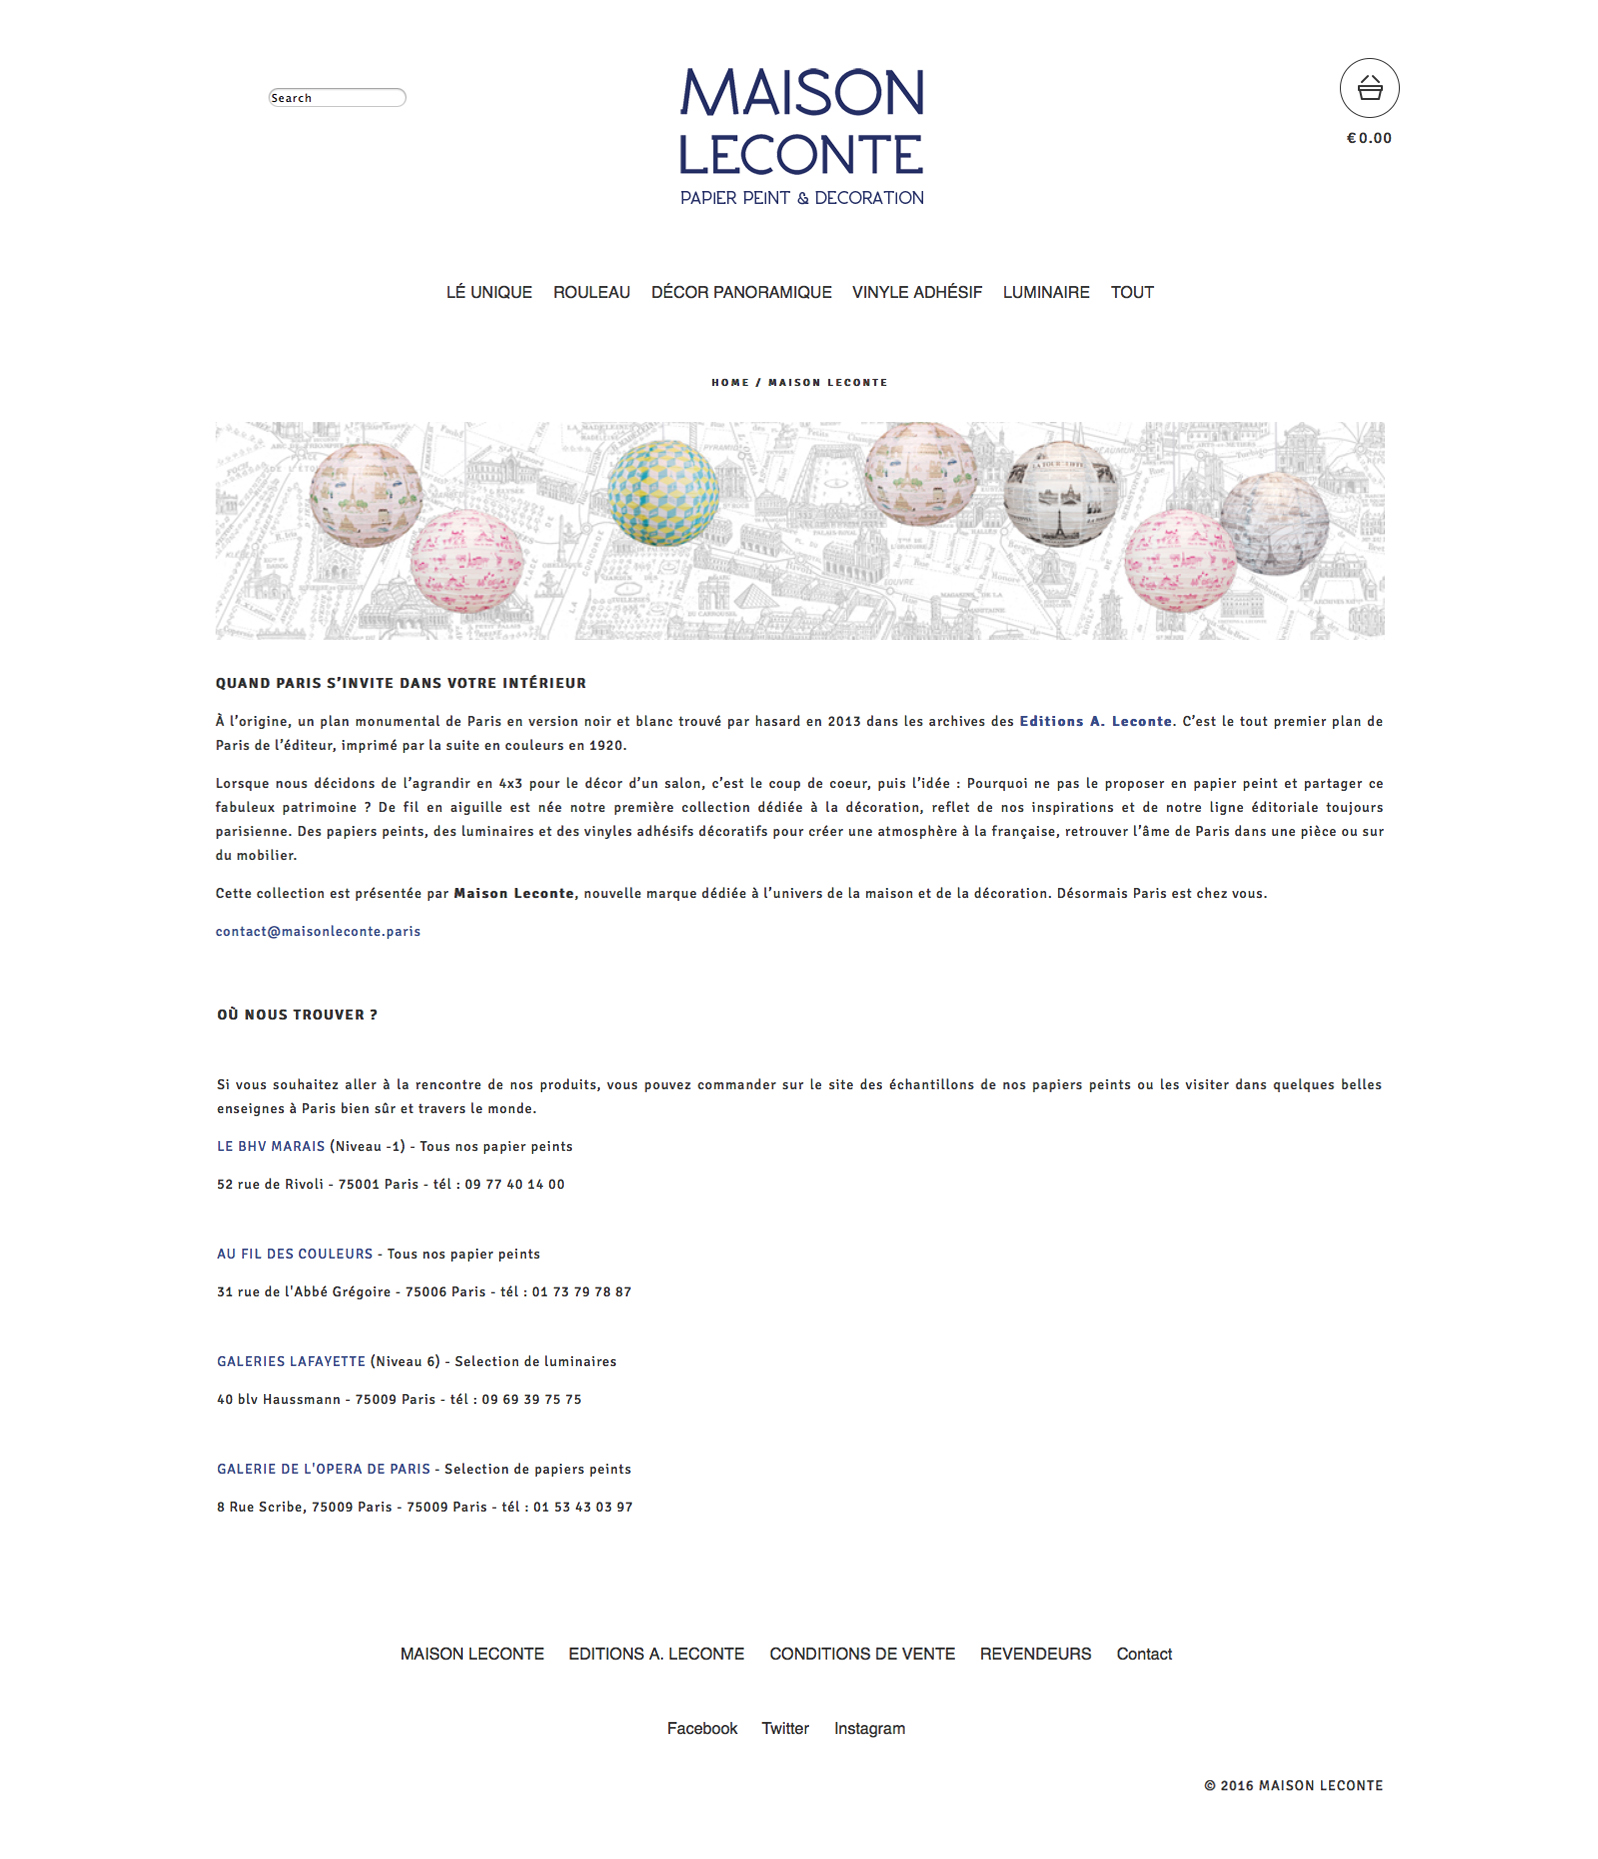 Search
MAISON
LECONTE
PAPIER PEINT & DECORATION
€0.00
LÉ UNIQUE ROULEAU DÉCOR PANORAMIQUE VINYLE ADHÉSIF LUMINAIRE TOUT
HOME / MAISON LECONTE
QUAND PARIS S’INVITE DANS VOTRE INTÉRIEUR
À l’origine, un plan monumental de Paris en version noir et blanc trouvé par hasard en 2013 dans les archives des Editions A. Leconte. C’est le tout premier plan de
Paris de l’éditeur, imprimé par la suite en couleurs en 1920.
Lorsque nous décidons de l’agrandir en 4x3 pour le décor d’un salon, c’est le coup de coeur, puis l’idée : Pourquoi ne pas le proposer en papier peint et partager ce
fabuleux patrimoine ? De fil en aiguille est née notre première collection dédiée à la décoration, reflet de nos inspirations et de notre ligne éditoriale toujours
parisienne. Des papiers peints, des luminaires et des vinyles adhésifs décoratifs pour créer une atmosphère à la française, retrouver l’âme de Paris dans une pièce ou sur
du mobilier.
Cette collection est présentée par Maison Leconte, nouvelle marque dédiée à l’univers de la maison et de la décoration. Désormais Paris est chez vous.
contact@maisonleconte.paris
OÙ NOUS TROUVER ?
Si vous souhaitez aller à la rencontre de nos produits, vous pouvez commander sur le site des échantillons de nos papiers peints ou les visiter dans quelques belles
enseignes à Paris bien sûr et travers le monde.
LE BHV MARAIS (Niveau -1) - Tous nos papier peints
52 rue de Rivoli - 75001 Paris - tél : 09 77 40 14 00
AU FIL DES COULEURS - Tous nos papier peints
31 rue de l'Abbé Grégoire - 75006 Paris - tél : 01 73 79 78 87
GALERIES LAFAYETTE (Niveau 6) - Selection de luminaires
40 blv Haussmann - 75009 Paris - tél : 09 69 39 75 75
GALERIE DE L'OPERA DE PARIS - Selection de papiers peints
8 Rue Scribe, 75009 Paris - 75009 Paris - tél : 01 53 43 03 97
MAISON LECONTE EDITIONS A. LECONTE CONDITIONS DE VENTE REVENDEURS Contact
Facebook Twitter Instagram
© 2016 MAISON LECONTE